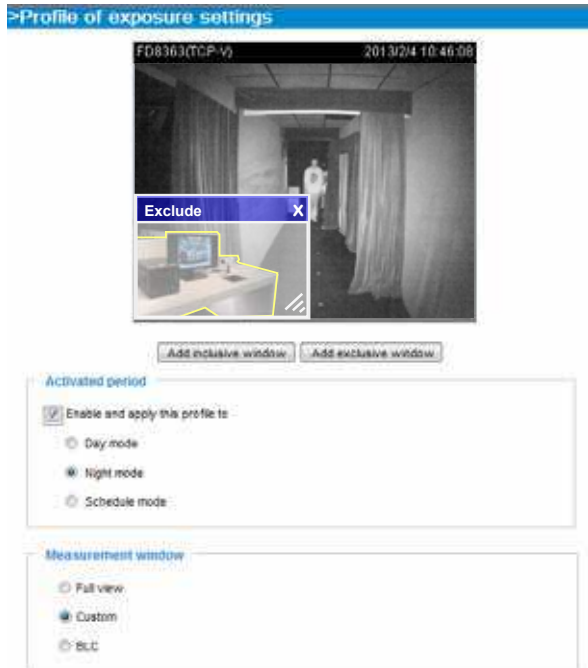 >Profile of exposure settings
FD8363(TCP-V) 2013/2/4 10:46:08
Exclude X
Add inclusive window Add exclusive window
Activated period
Enable and apply this profile to
Day mode
Night mode
Schedule mode
Measurement window
Full view
Custom
BLC